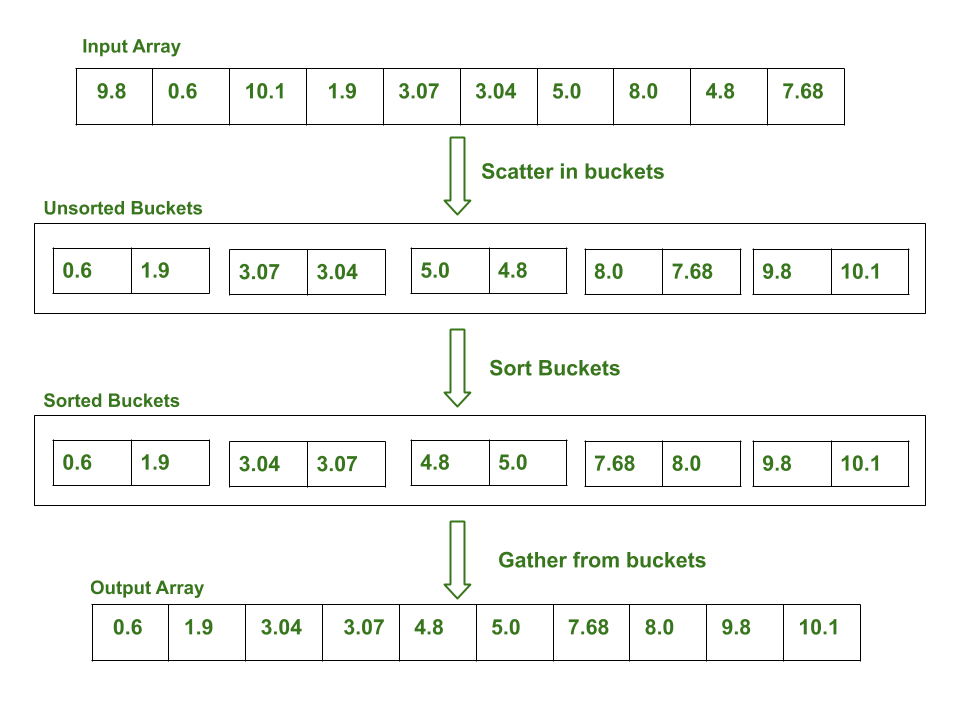 Input Array
9.8 0.6 10.1 1.9 3.07 3.04 5.0 8.0 4.8 7.68
Scatter in buckets
Unsorted Buckets
0.6 1.9 3.07 3.04 5.0 4.8 8.0 7.68 9.8 10.1
Sort Buckets
Sorted Buckets
0.6 1.9 3.04 3.07 4.8 5.0 7.68 8.0 9.8 10.1
Gather from buckets
Output Array
0.6 1.9 3.04 3.07 4.8 5.0 7.68 8.0 9.8 10.1